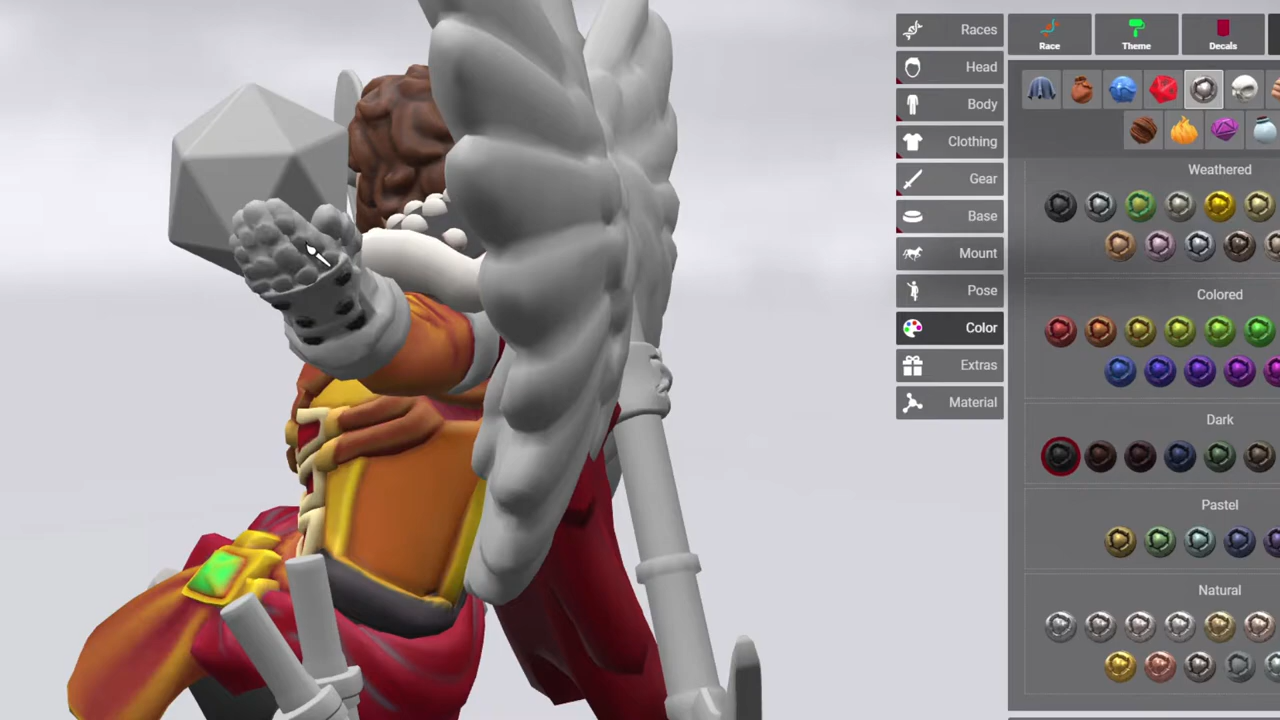 Races
Head
Body
Clothing
Gear
Base
Mount
Pose
Color
Extras
Material
Race
Theme
Decals
Weathered
Colored
Dark
Pastel
Natural